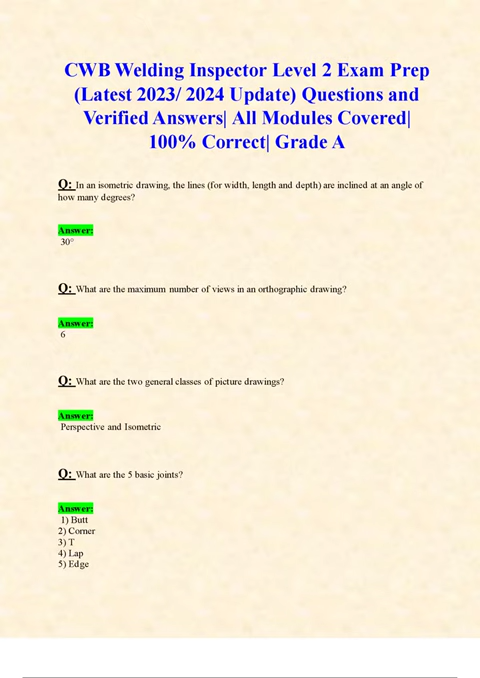 CWB Welding Inspector Level 2 Exam Prep
(Latest 2023/ 2024 Update) Questions and
Verified Answers| All Modules Covered|
100% Correct| Grade A
Q: In an isometric drawing, the lines (for width, length and depth) are inclined at an angle of
how many degrees?
Answer:
30°
Q: What are the maximum number of views in an orthographic drawing?
Answer:
6
Q: What are the two general classes of picture drawings?
Answer:
Perspective and Isometric
Q: What are the 5 basic joints?
Answer:
1) Butt
2) Corner
3) T
4) Lap
5) Edge